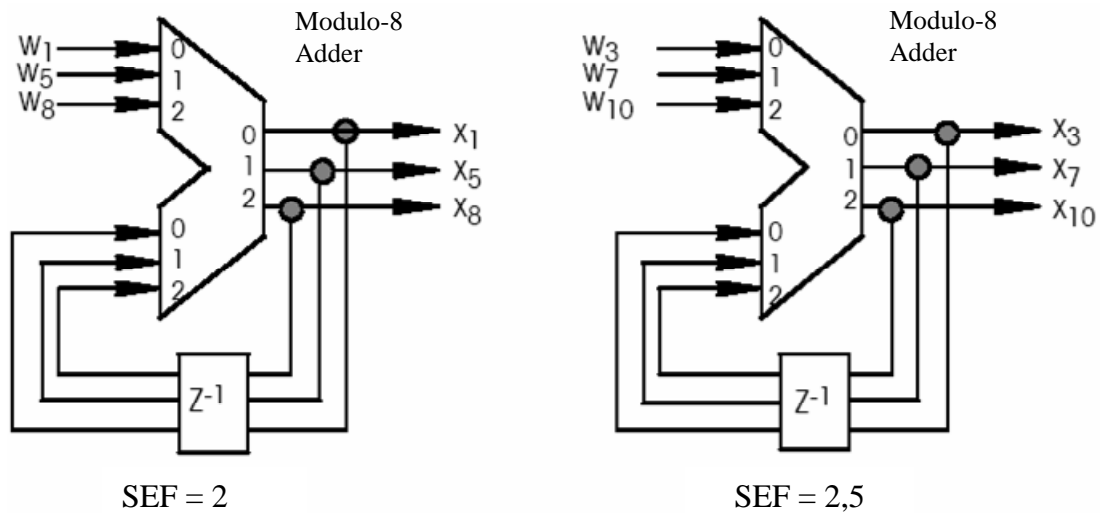 Modulo-8
Adder
W1
W5
W8
0
1
2
0
1
2
X1
X5
X8
0
1
2
Z-1
SEF = 2
Modulo-8
Adder
W3
W7
W10
0
1
2
0
1
2
X3
X7
X10
0
1
2
Z-1
SEF = 2,5